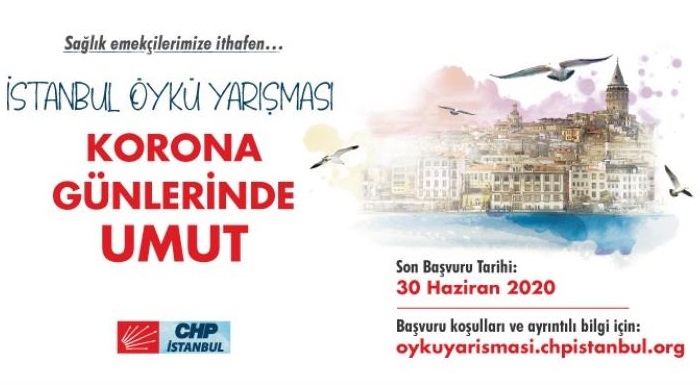 Sağlık emekçilerimize ithafen...
İSTANBUL ÖYKÜ YARIŞMASI
KORONA
GÜNLERİNDE
UMUT
CHP
İSTANBUL
Son Başvuru Tarihi:
30 Haziran 2020
Başvuru koşulları ve ayrıntılı bilgi için:
oykuyarismasi.chpistanbul.org